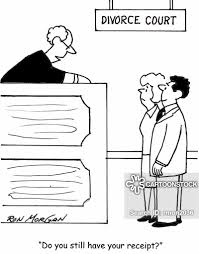 DIVORCE COURT
CARTOONSTOCK
RON MORGAN
"Do you still have your receipt?"